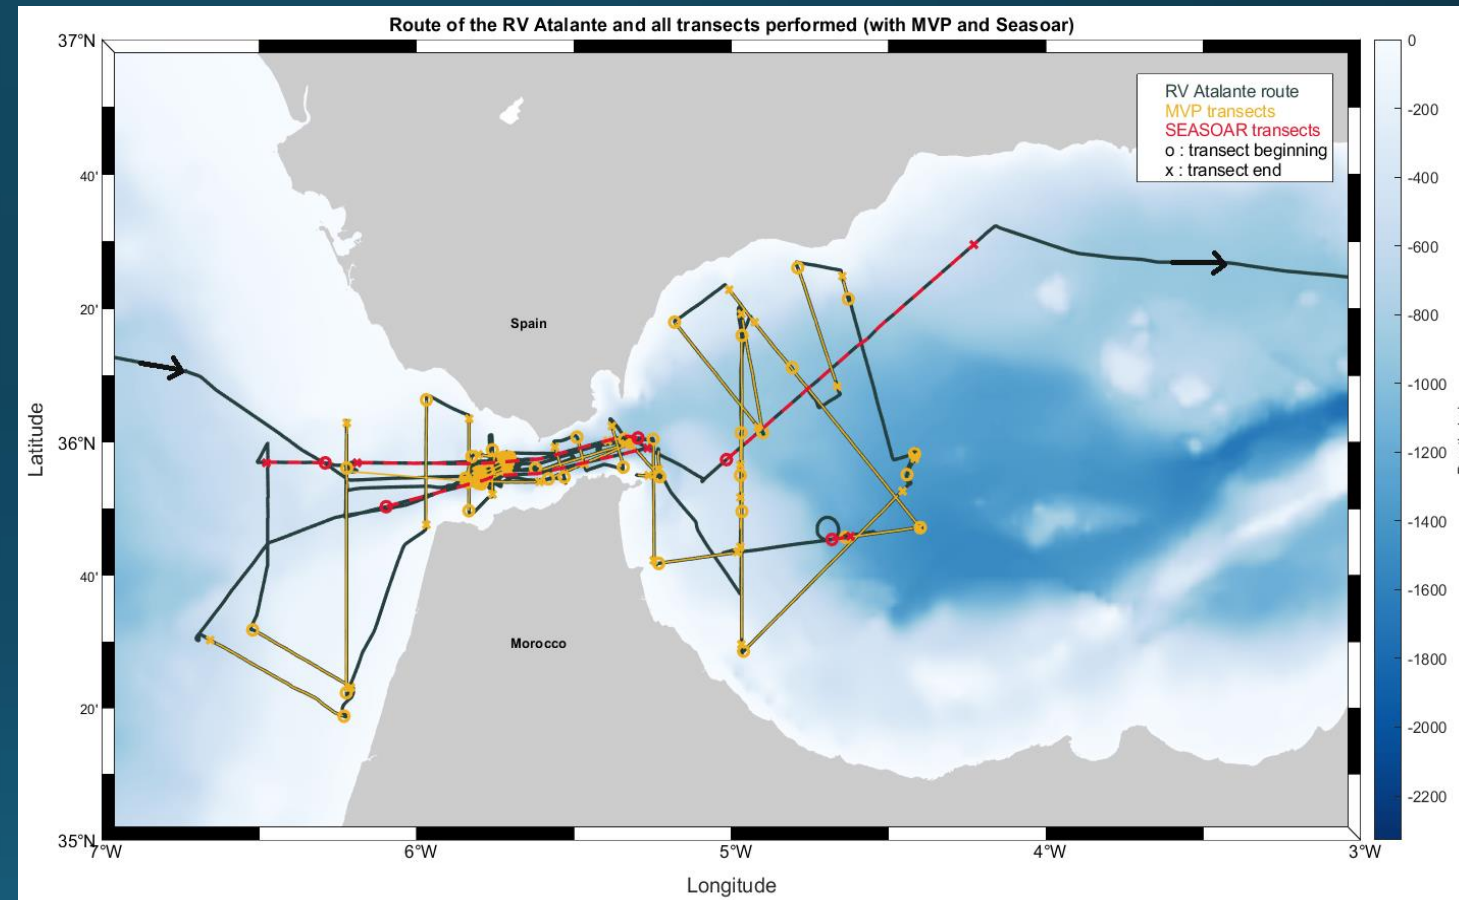 Route of the RV Atalante and all transects performed (with MVP and Seasoar)
37°N
40'
20'
36°N
40'
20'
35°N
7°W
6°W
5°W
4°W
3°W
Latitude
Longitude
RV Atalante route
MVP transects
SEASOAR transects
o : transect beginning
x : transect end
Spain
Morocco
0
-200
-400
-600
-800
-1000
-1200
-1400
-1600
-1800
-2000
-2200